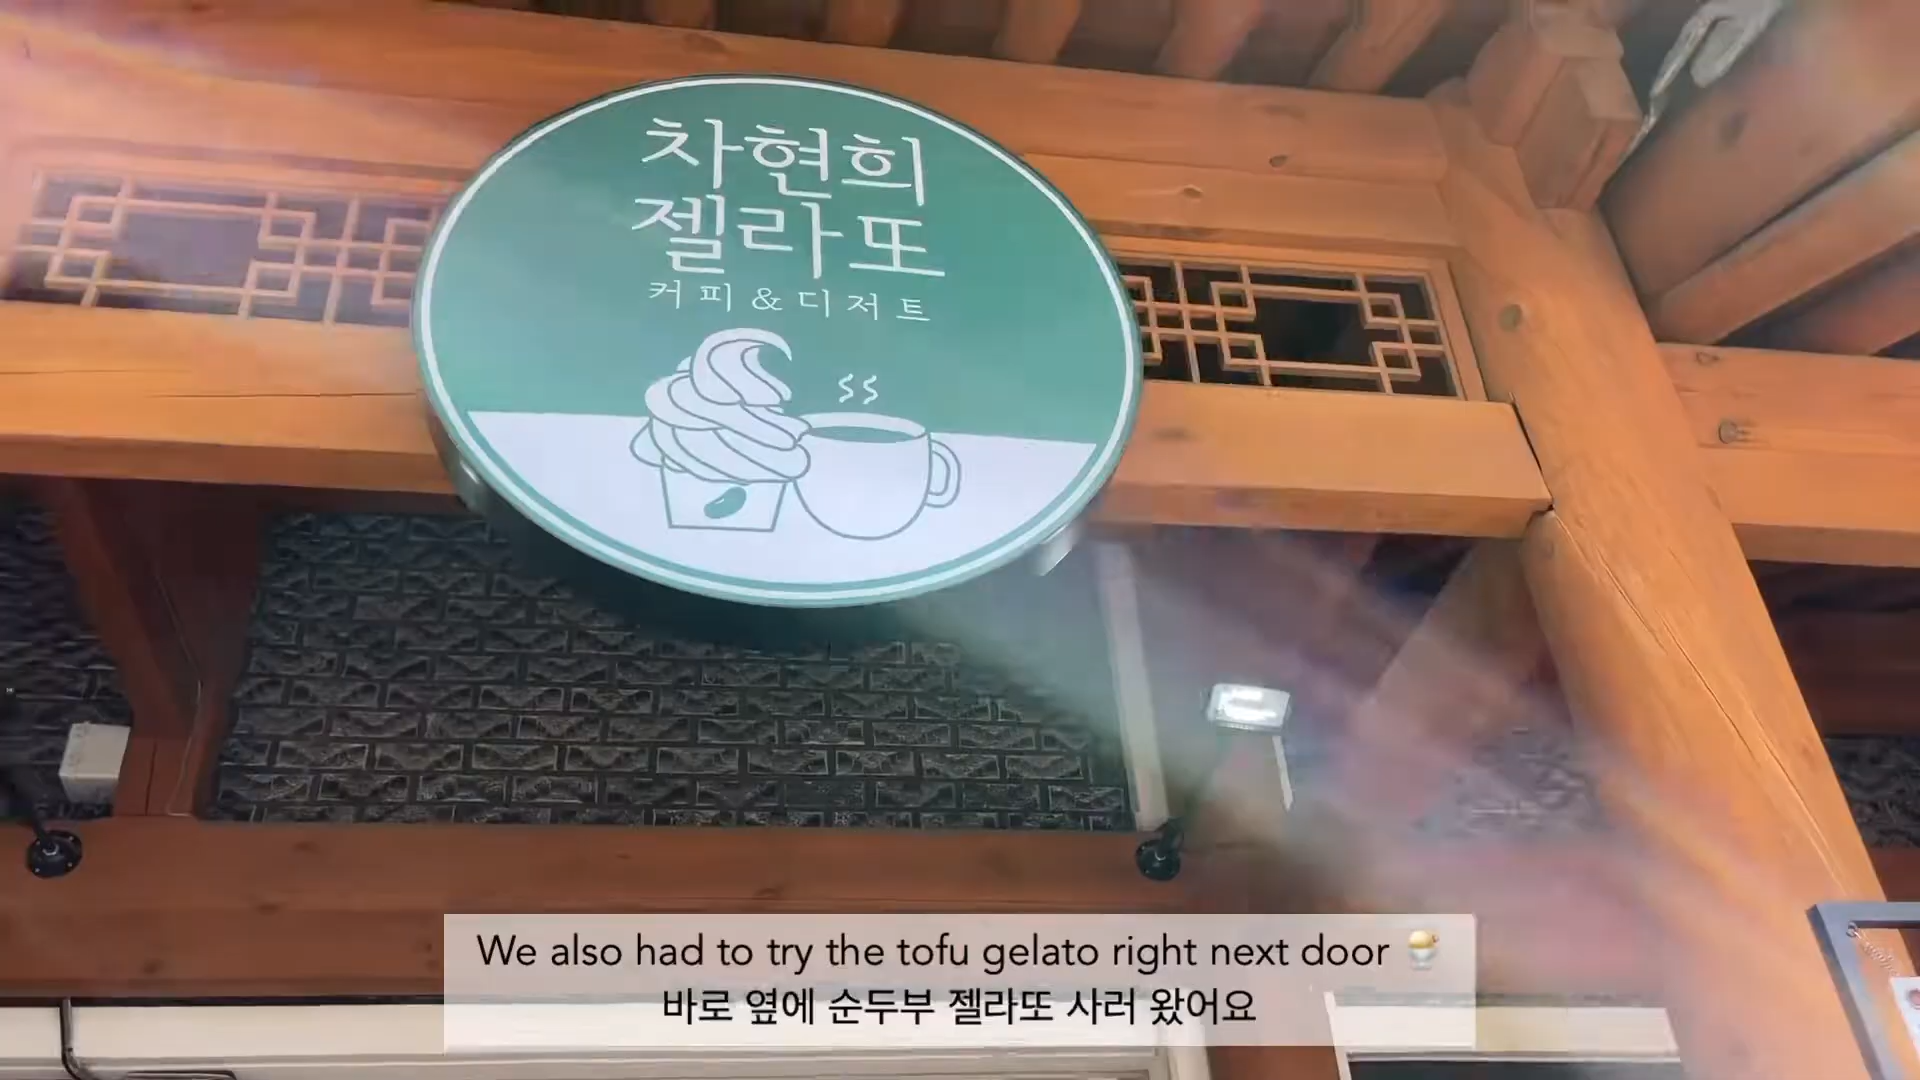 차현희
젤라또
커피 & 디저트
We also had to try the tofu gelato right next door 🍨
바로 옆에 순두부 젤라또 사러 왔어요